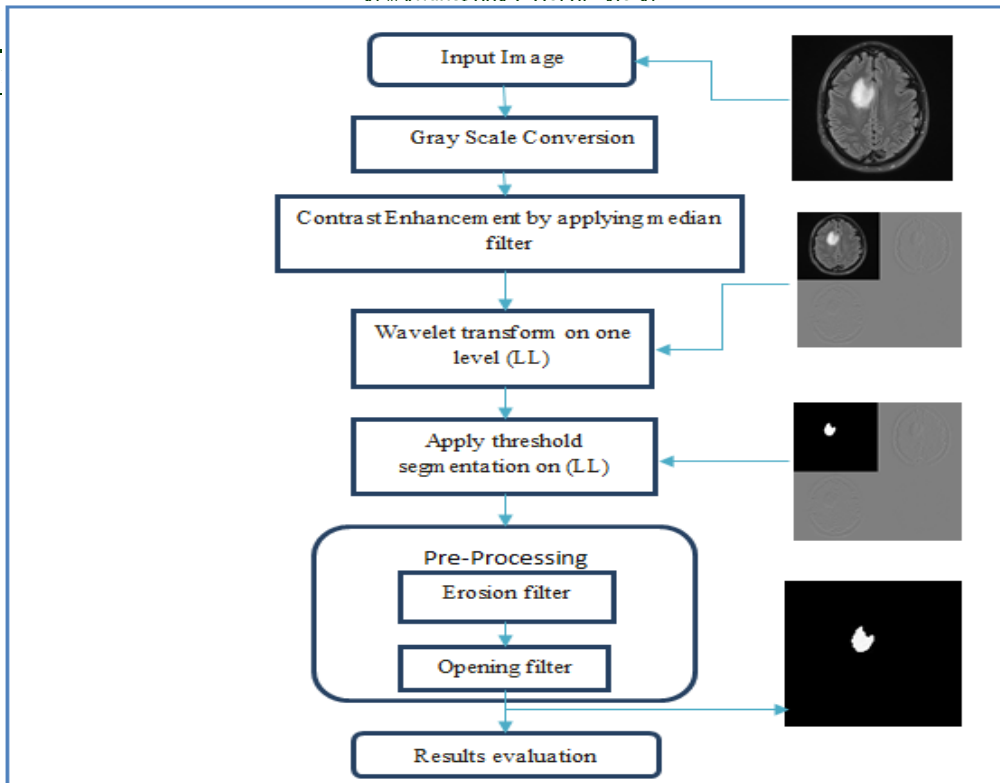 Input Image
Gray Scale Conversion
Contrast Enhancement by applying median
filter
Wavelet transform on one
level (LL)
Apply threshold
segmentation on (LL)
Pre-Processing
Erosion filter
Opening filter
Results evaluation